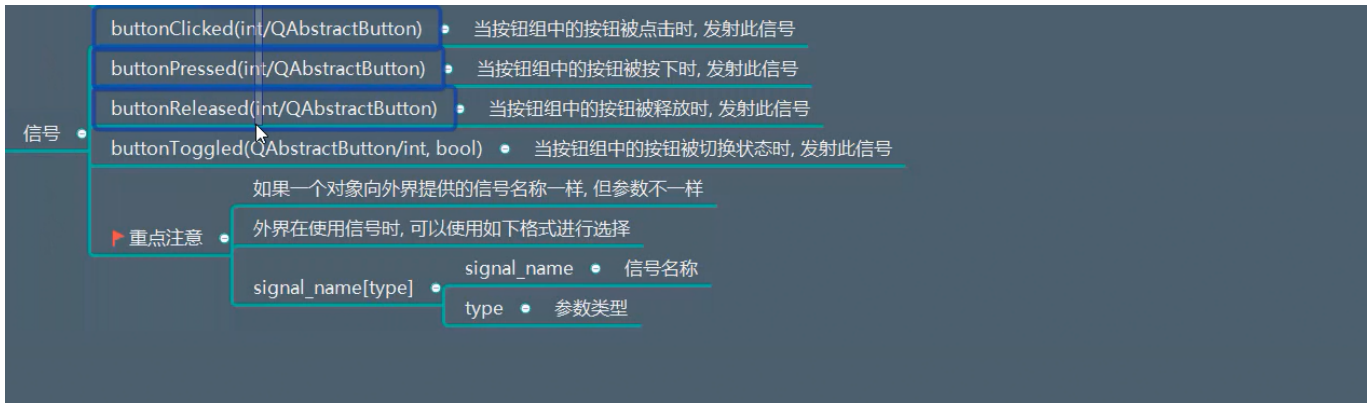 buttonClicked(int/QAbstractButton) 当按钮组中的按钮被点击时, 发射此信号
buttonPressed(int/QAbstractButton) 当按钮组中的按钮被按下时, 发射此信号
buttonReleased(int/QAbstractButton) 当按钮组中的按钮被释放时, 发射此信号
信号
buttonToggled(QAbstractButton/int, bool) 当按钮组中的按钮被切换状态时, 发射此信号
如果一个对象向外界提供的信号名称一样, 但参数不一样
重点注意 外界在使用信号时, 可以使用如下格式进行选择
signal_name 信号名称
signal_name[type]
type 参数类型